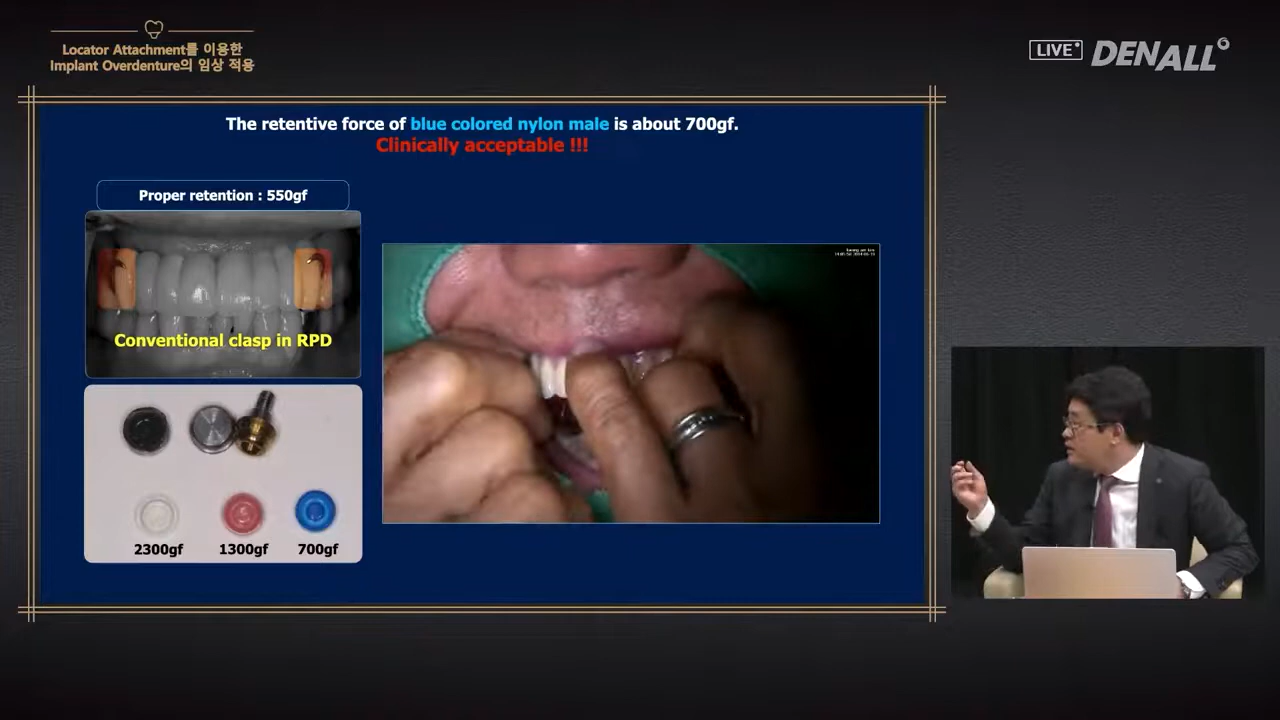 Locator Attachment를 이용한
Implant Overdenture의 임상 적용
LIVE
DENALL
The retentive force of blue colored nylon male is about 700gf.
Clinically acceptable !!!
Proper retention : 550gf
Conventional clasp in RPD
2300gf
1300gf
700gf